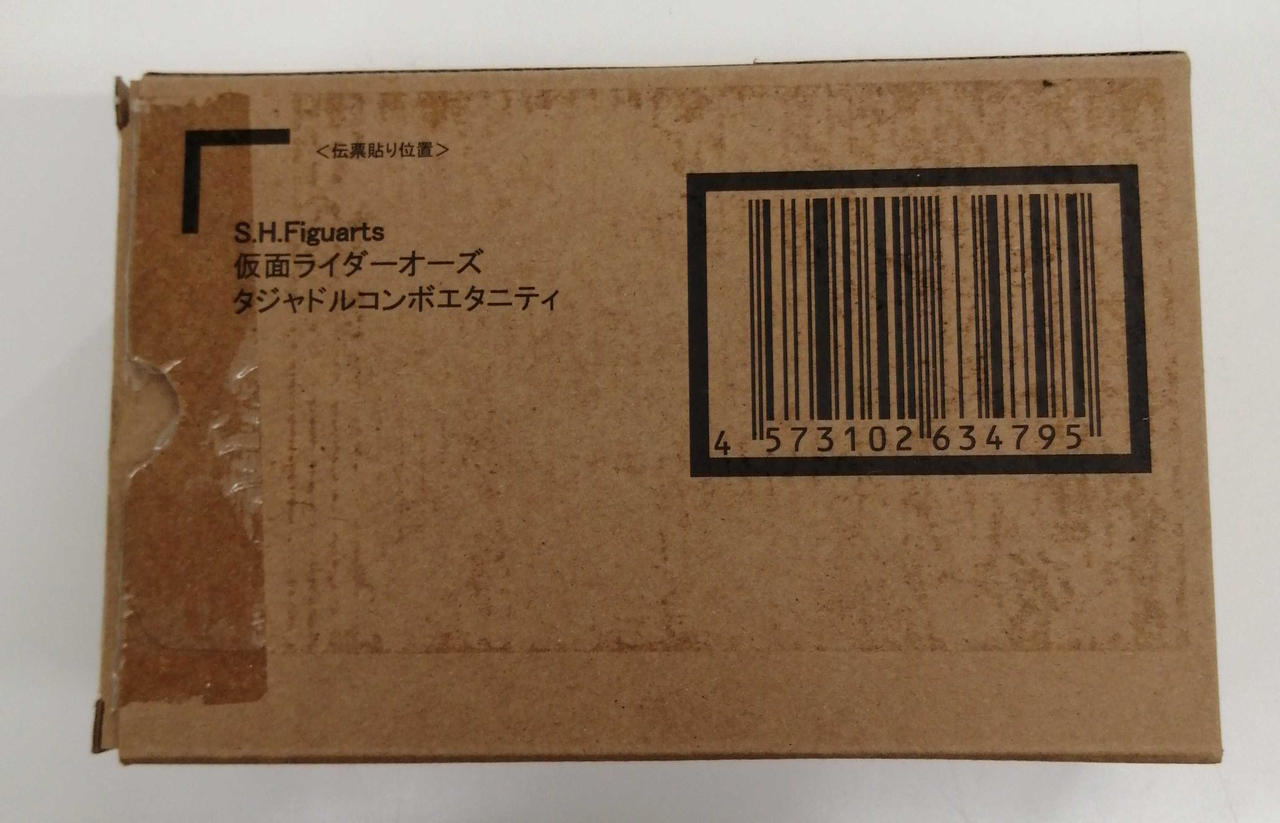 <伝票貼り位置>
S.H.Figuarts
仮面ライダーオーズ
タジャドルコンボエタニティ
4 573102 634795